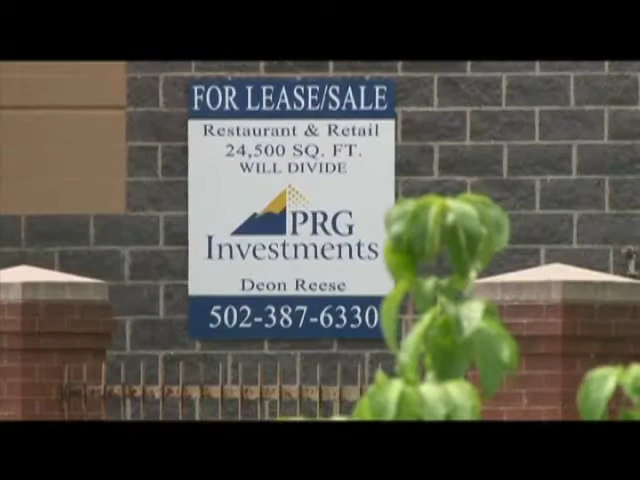 FOR LEASE/SALE
Restaurant & Retail
24,500 SQ. FT.
WILL DIVIDE
PRG
Investments
Deon Reese
502-387-6330